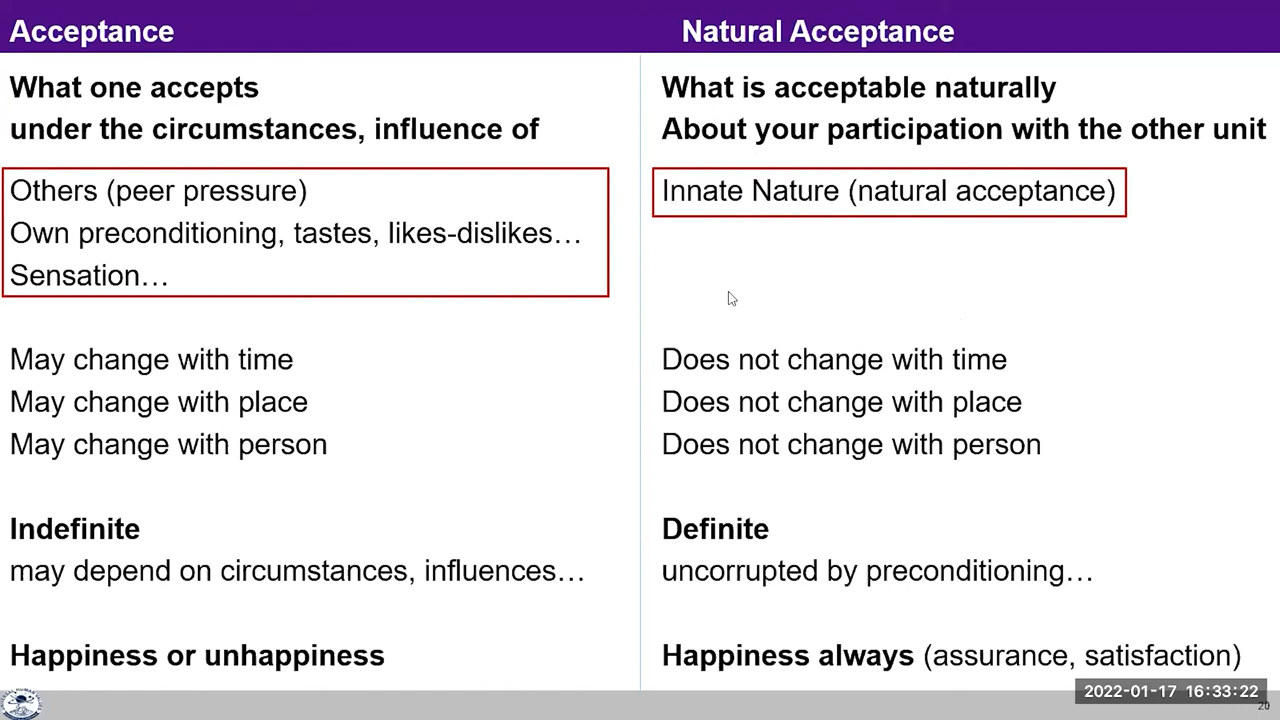 Acceptance
What one accepts
under the circumstances, influence of
Others (peer pressure)
Own preconditioning, tastes, likes-dislikes…
Sensation…
May change with time
May change with place
May change with person
Indefinite
may depend on circumstances, influences…
Happiness or unhappiness
Natural Acceptance
What is acceptable naturally
About your participation with the other unit
Innate Nature (natural acceptance)
Does not change with time
Does not change with place
Does not change with person
Definite
uncorrupted by preconditioning…
Happiness always (assurance, satisfaction)
2022-01-17 16:33:22
20